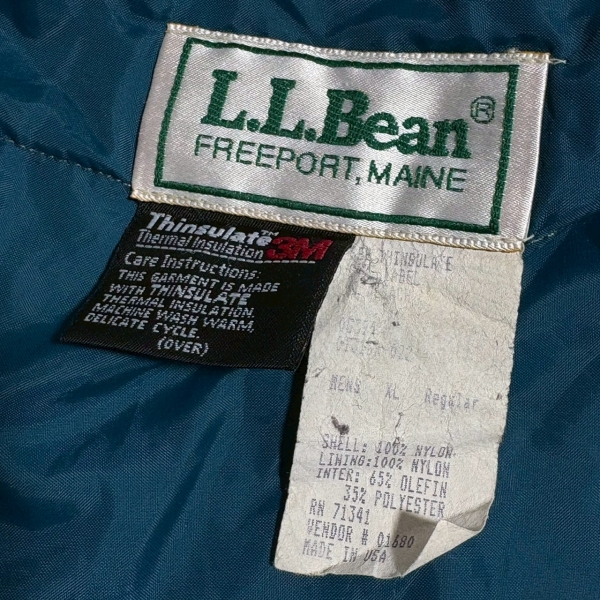 L.L.Bean®
FREEPORT, MAINE
Thinsulate™
Thermal Insulation 3M
Care Instructions:
THIS GARMENT IS MADE
WITH THINSULATE
THERMAL INSULATION.
MACHINE WASH WARM,
DELICATE CYCLE.
(OVER)
THINSULATE
MENS XL Regular
SHELL: 100% NYLON
LINING:100% NYLON
INTER: 65% OLEFIN
35% POLYESTER
RN 71341
VENDOR # 01680
MADE IN USA